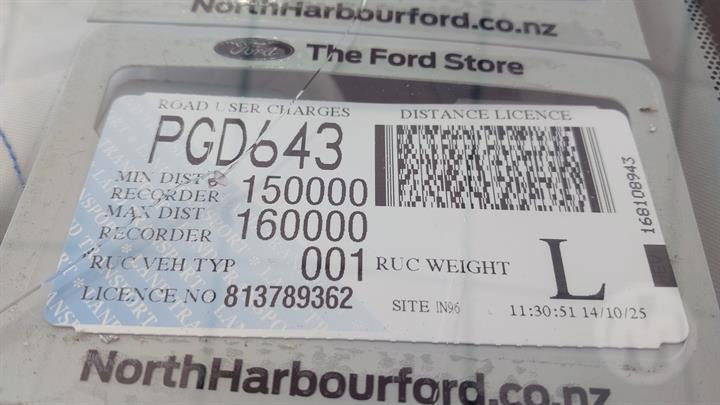 NorthHarbourford.co.nz
Ford The Ford Store
ROAD USER CHARGES DISTANCE LICENCE
PGD643
MIN DIST
RECORDER 150000
MAX DIST
RECORDER 160000
RUC VEH TYP 001 RUC WEIGHT L
LICENCE NO 813789362 SITE IN96 11:30:51 14/10/25
168108943
NorthHarbourford.co.nz